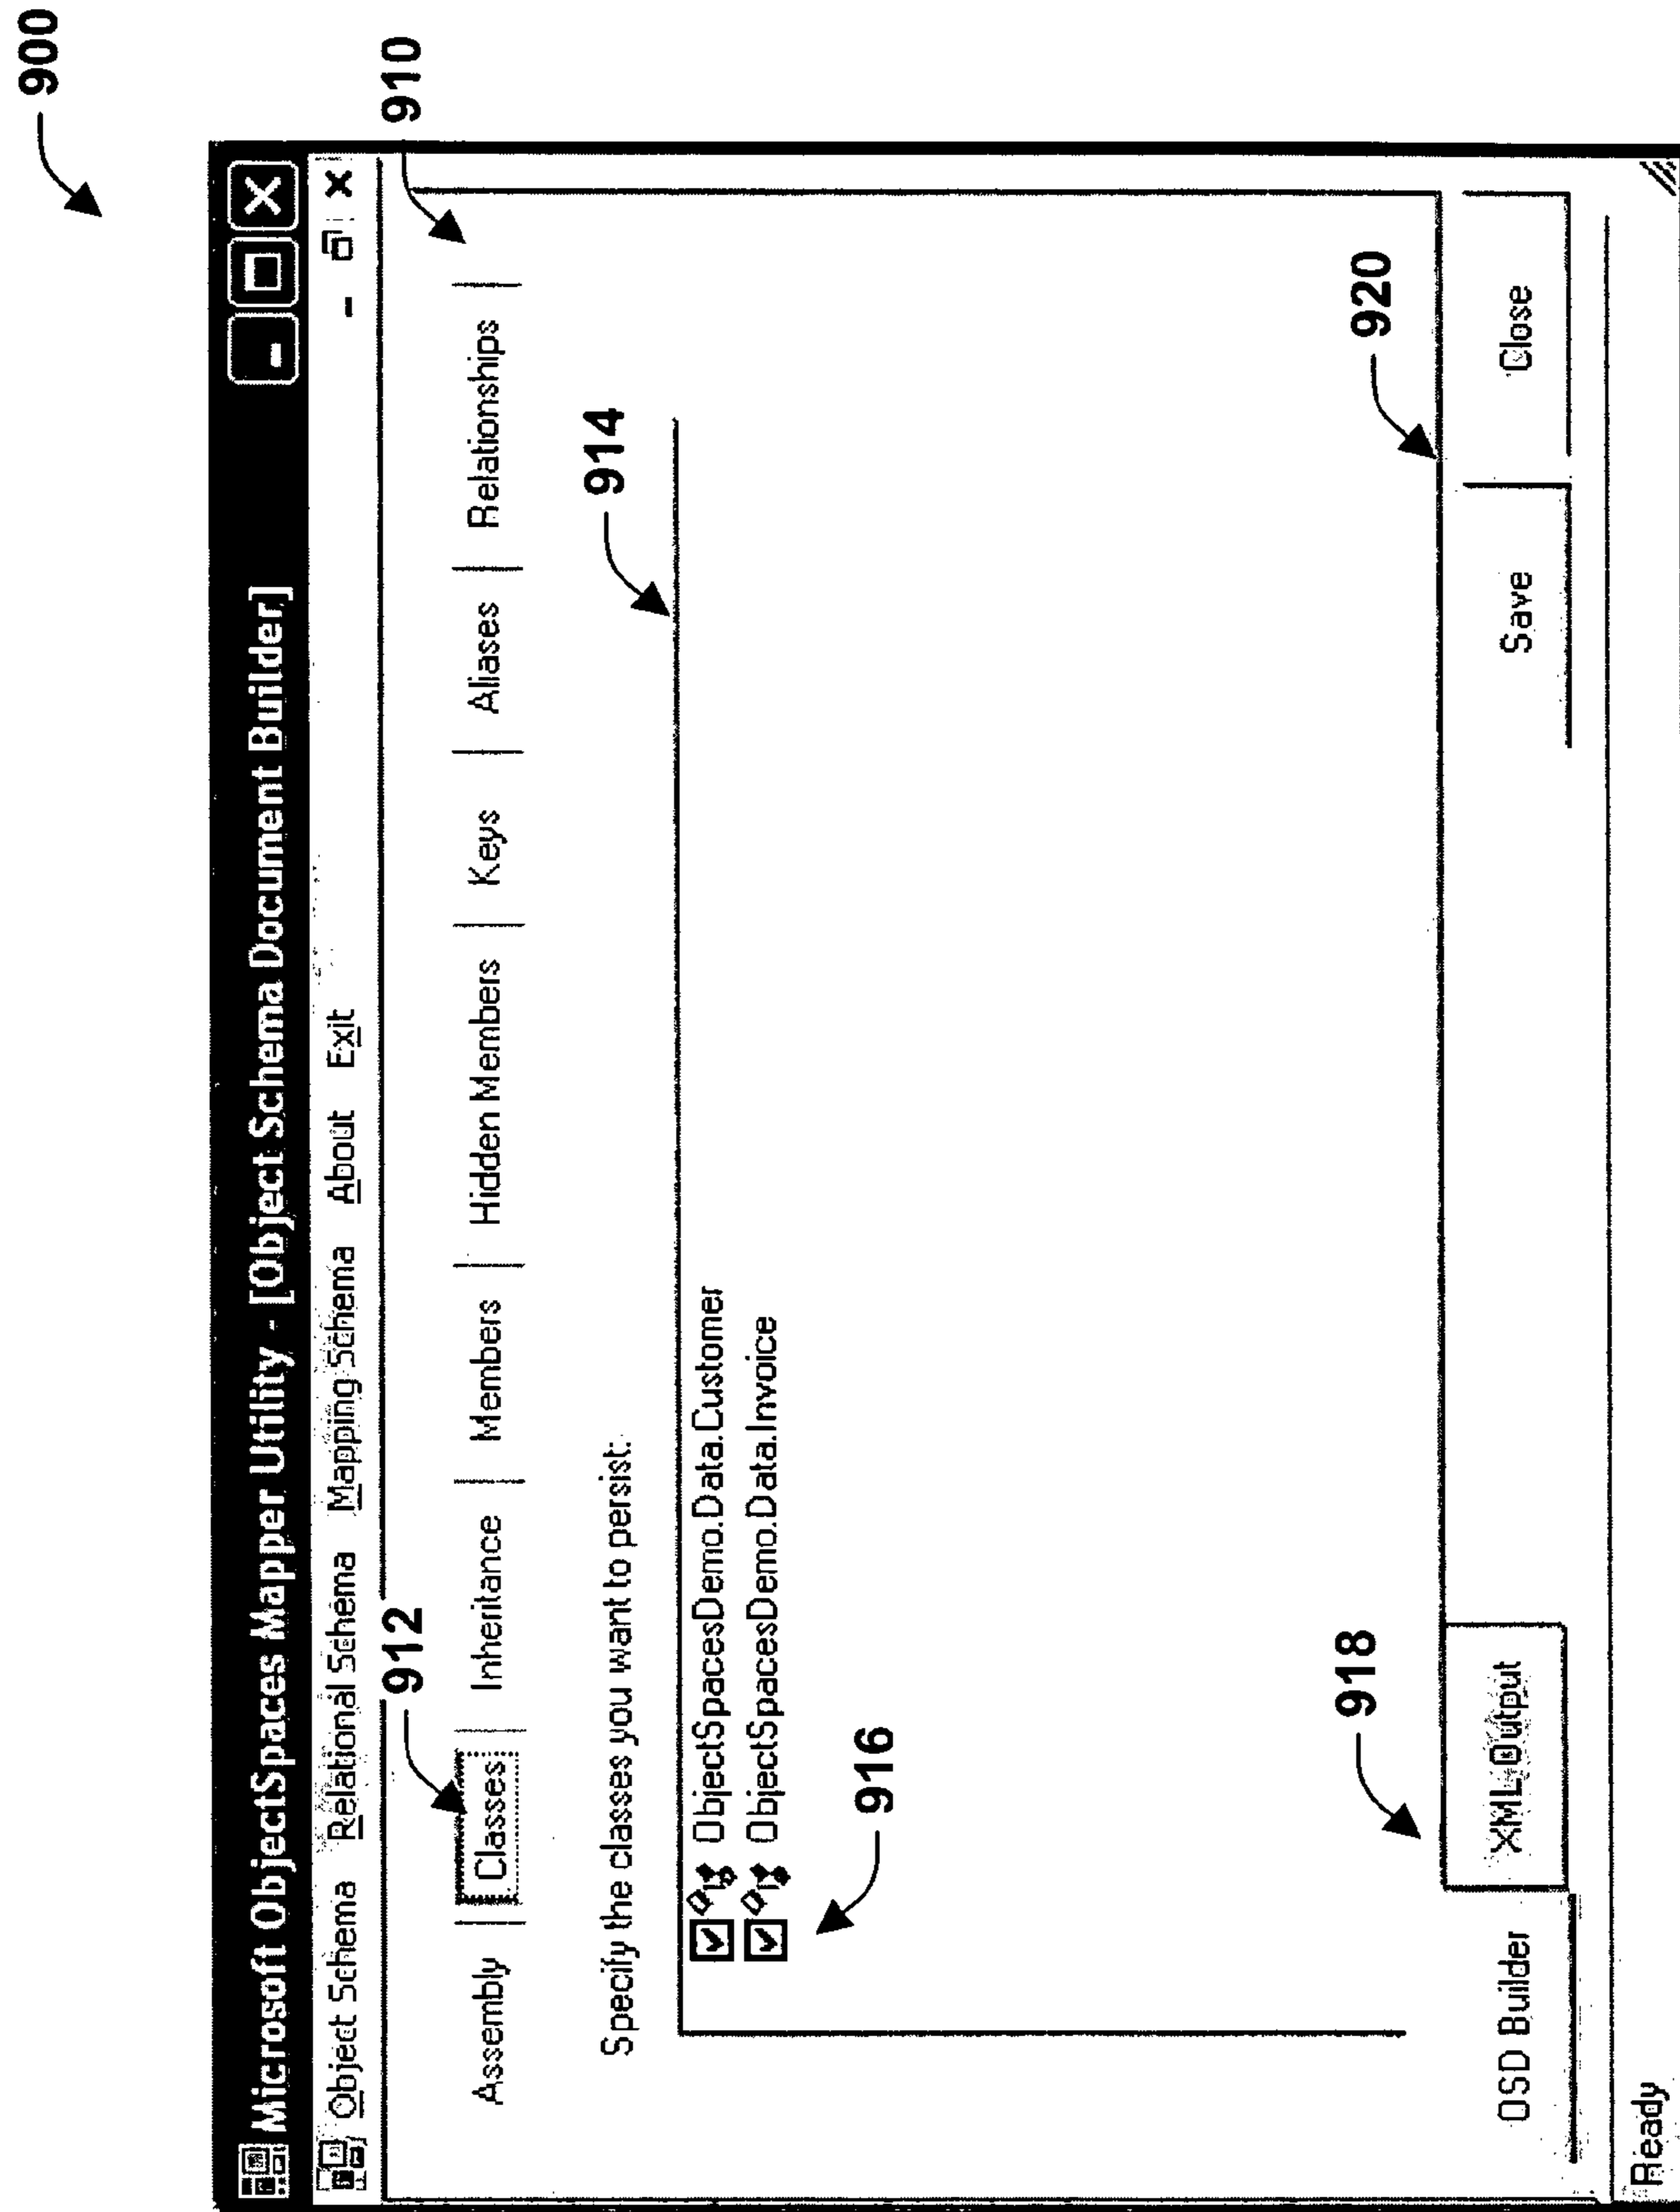 900
Microsoft ObjectSpaces Mapper Utility - [Object Schema Document Builder]
Object Schema Relational Schema Mapping Schema About Exit
910
912
Assembly Classes Inheritance Members Hidden Members Keys Aliases Relationships
914
Specify the classes you want to persist:
ObjectSpacesDemo.Data.Customer
ObjectSpacesDemo.Data.Invoice
916
918
920
OSD Builder XML Output Save Close
Ready